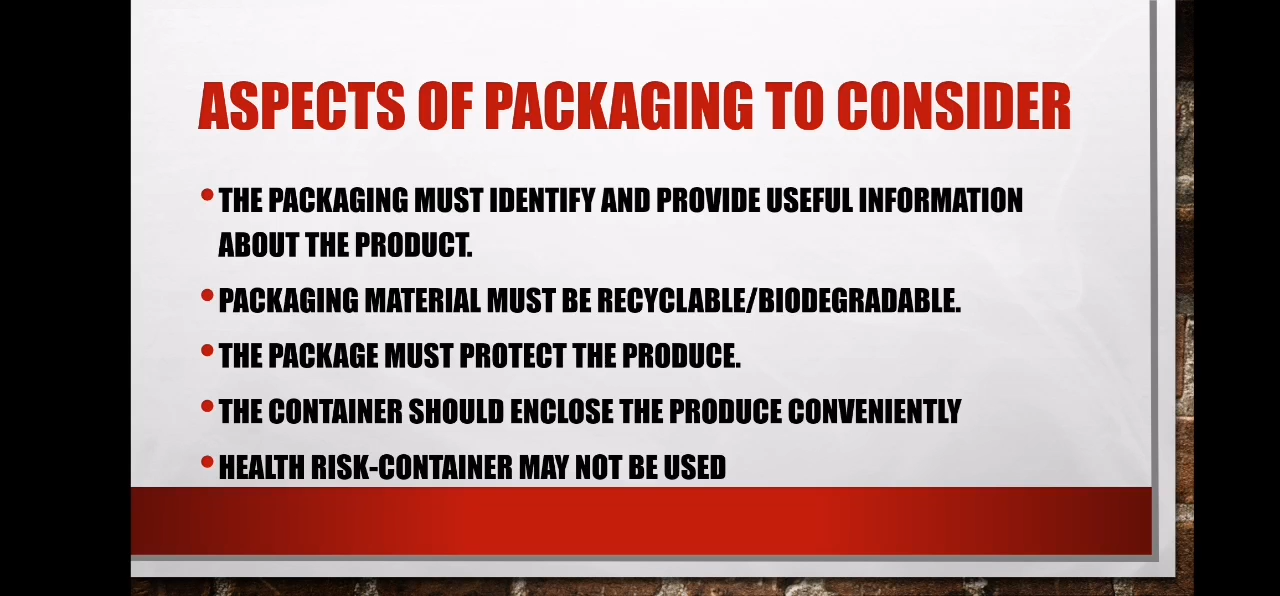 ASPECTS OF PACKAGING TO CONSIDER
• THE PACKAGING MUST IDENTIFY AND PROVIDE USEFUL INFORMATION
ABOUT THE PRODUCT.
• PACKAGING MATERIAL MUST BE RECYCLABLE/BIODEGRADABLE.
• THE PACKAGE MUST PROTECT THE PRODUCE.
• THE CONTAINER SHOULD ENCLOSE THE PRODUCE CONVENIENTLY
• HEALTH RISK-CONTAINER MAY NOT BE USED